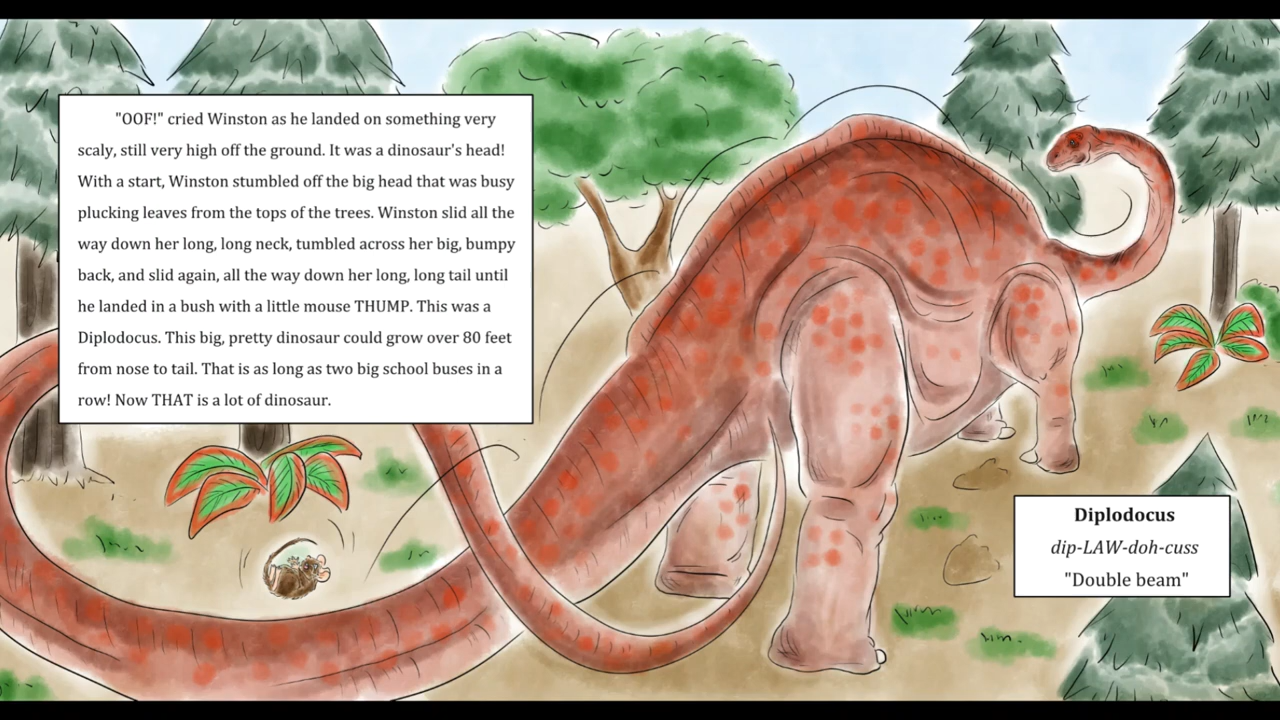 "OOF!" cried Winston as he landed on something very
scaly, still very high off the ground. It was a dinosaur's head!
With a start, Winston stumbled off the big head that was busy
plucking leaves from the tops of the trees. Winston slid all the
way down her long, long neck, tumbled across her big, bumpy
back, and slid again, all the way down her long, long tail until
he landed in a bush with a little mouse THUMP. This was a
Diplodocus. This big, pretty dinosaur could grow over 80 feet
from nose to tail. That is as long as two big school buses in a
row! Now THAT is a lot of dinosaur.
Diplodocus
dip-LAW-doh-cuss
"Double beam"